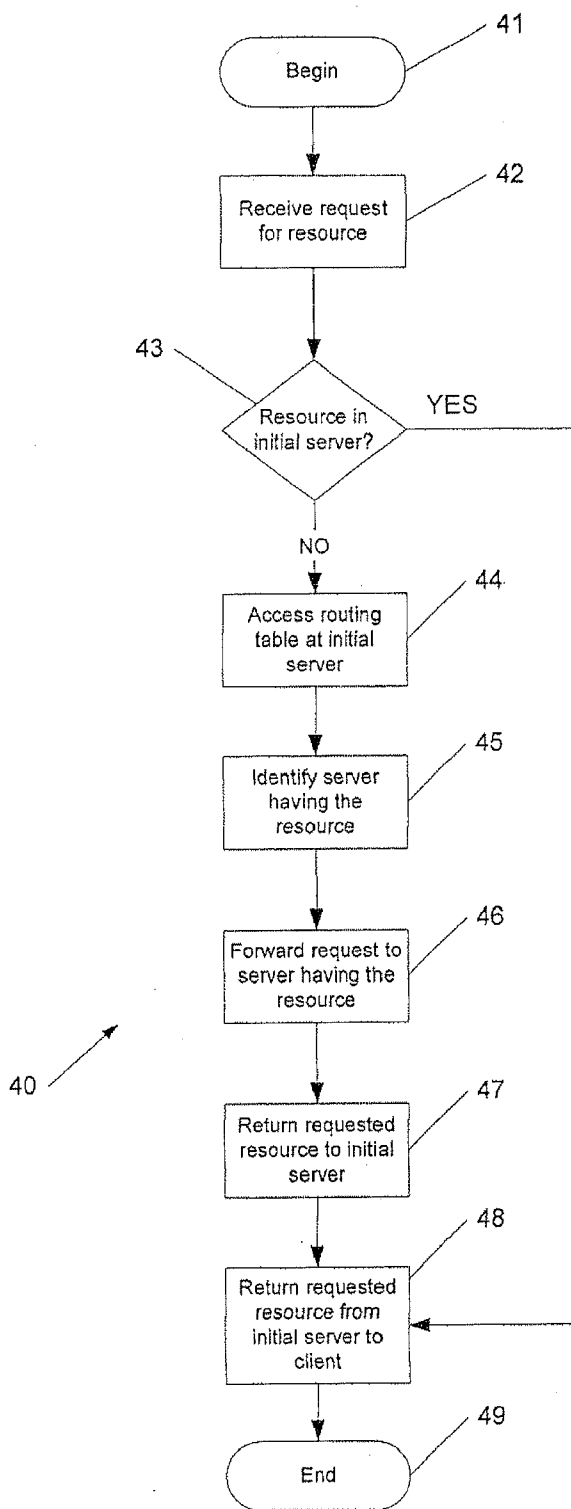 41
Begin
42
Receive request
for resource
43
Resource in
initial server?
YES
NO
44
Access routing
table at initial
server
45
Identify server
having the
resource
46
Forward request to
server having the
resource
40
47
Return requested
resource to initial
server
48
Return requested
resource from
initial server to
client
49
End